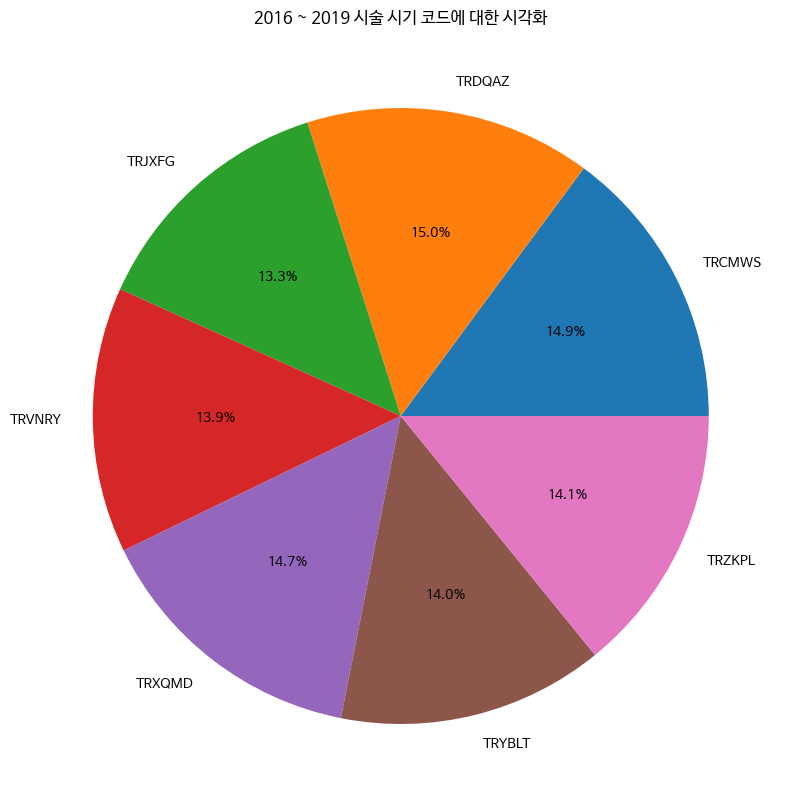 2016 ~ 2019 시술 시기 코드에 대한 시각화
TRDQAZ
TRJXFG
15.0%
TRCMWS
13.3%
14.9%
TRVNRY
13.9%
14.1%
14.7%
TRZKPL
14.0%
TRXQMD
TRYBLT